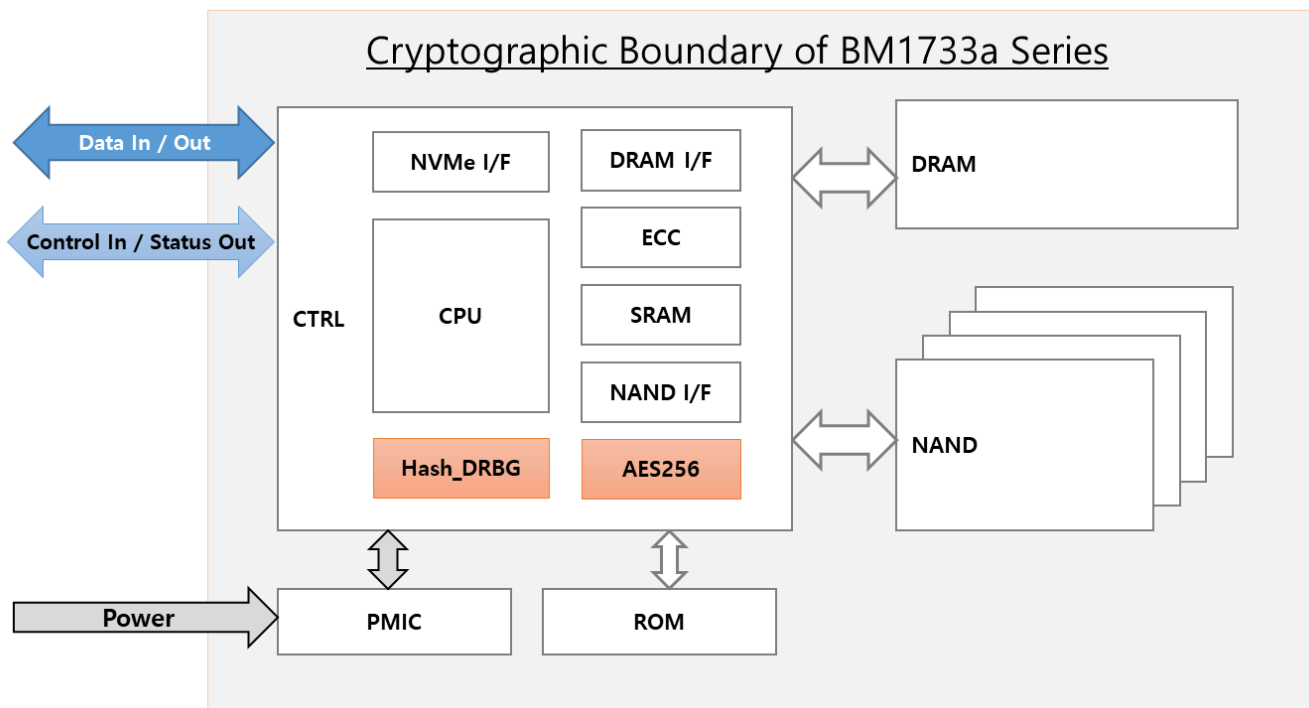 Cryptographic Boundary of BM1733a Series
Data In / Out
Control In / Status Out
CTRL
NVMe I/F
CPU
Hash_DRBG
DRAM I/F
ECC
SRAM
NAND I/F
AES256
DRAM
NAND
Power
PMIC
ROM